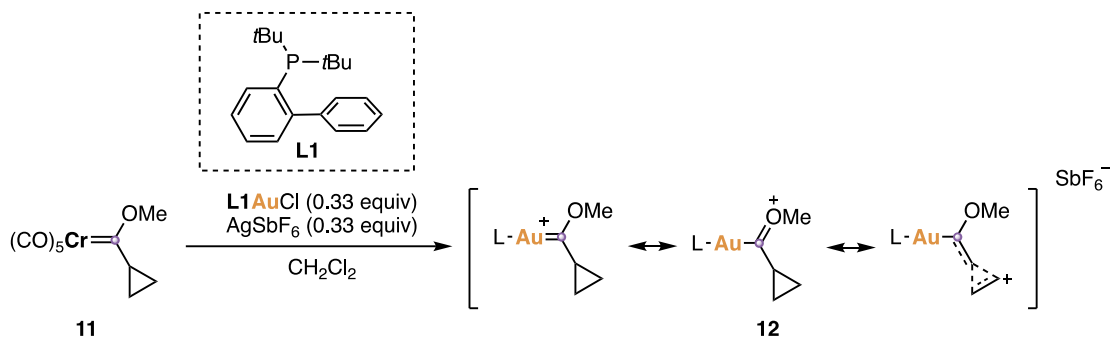 tBu
P
tBu
L1
L1AuCl (0.33 equiv)
AgSbF6 (0.33 equiv)
CH2Cl2
(CO)5Cr
OMe
11
L-Au
+
OMe
L-Au
+
OMe
12
L-Au
OMe
+
SbF6−